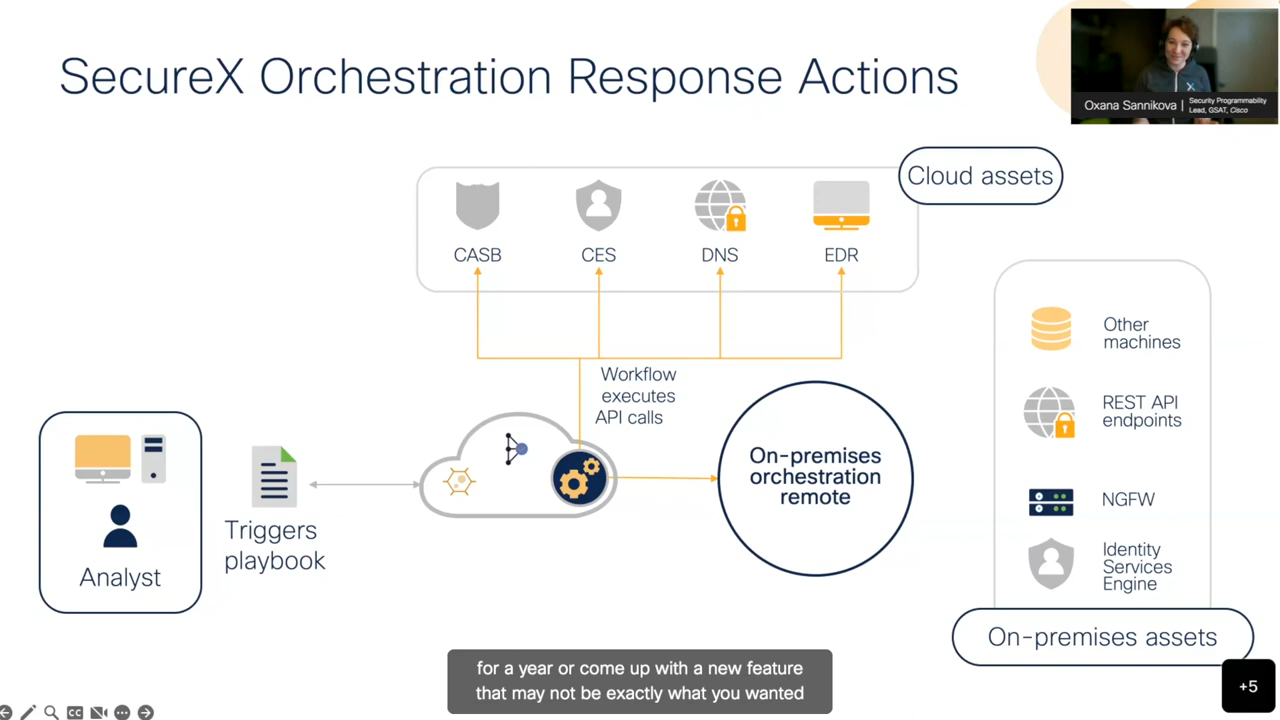 SecureX Orchestration Response Actions
Oxana Sannikova | Security Programmability
Lead, GSAT, Cisco
Cloud assets
CASB
CES
DNS
EDR
Workflow
executes
API calls
Other
machines
REST API
endpoints
NGFW
Identity
Services
Engine
On-premises assets
On-premises
orchestration
remote
Triggers
playbook
Analyst
for a year or come up with a new feature
that may not be exactly what you wanted
CC
+5